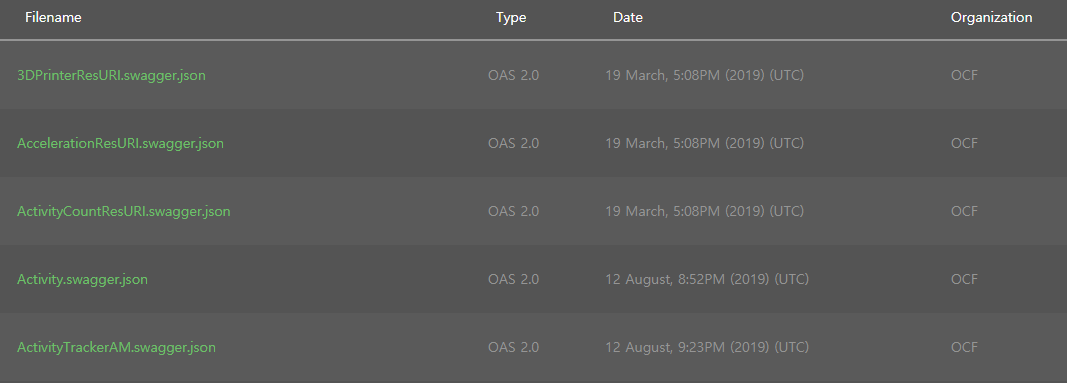 Filename Type Date Organization
3DPrinterResURI.swagger.json OAS 2.0 19 March, 5:08PM (2019) (UTC) OCF
AccelerationResURI.swagger.json OAS 2.0 19 March, 5:08PM (2019) (UTC) OCF
ActivityCountResURI.swagger.json OAS 2.0 19 March, 5:08PM (2019) (UTC) OCF
Activity.swagger.json OAS 2.0 12 August, 8:52PM (2019) (UTC) OCF
ActivityTrackerAM.swagger.json OAS 2.0 12 August, 9:23PM (2019) (UTC) OCF